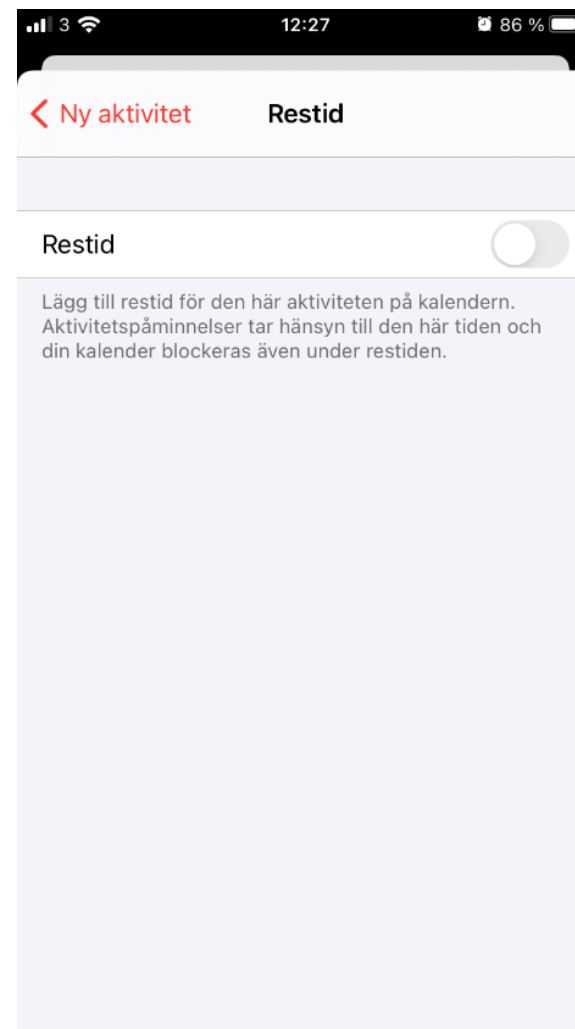 3 12:27 86 %
Ny aktivitet Restid
Restid
Lägg till restid för den här aktiviteten på kalendern.
Aktivitetspåminnelser tar hänsyn till den här tiden och
din kalender blockeras även under restiden.